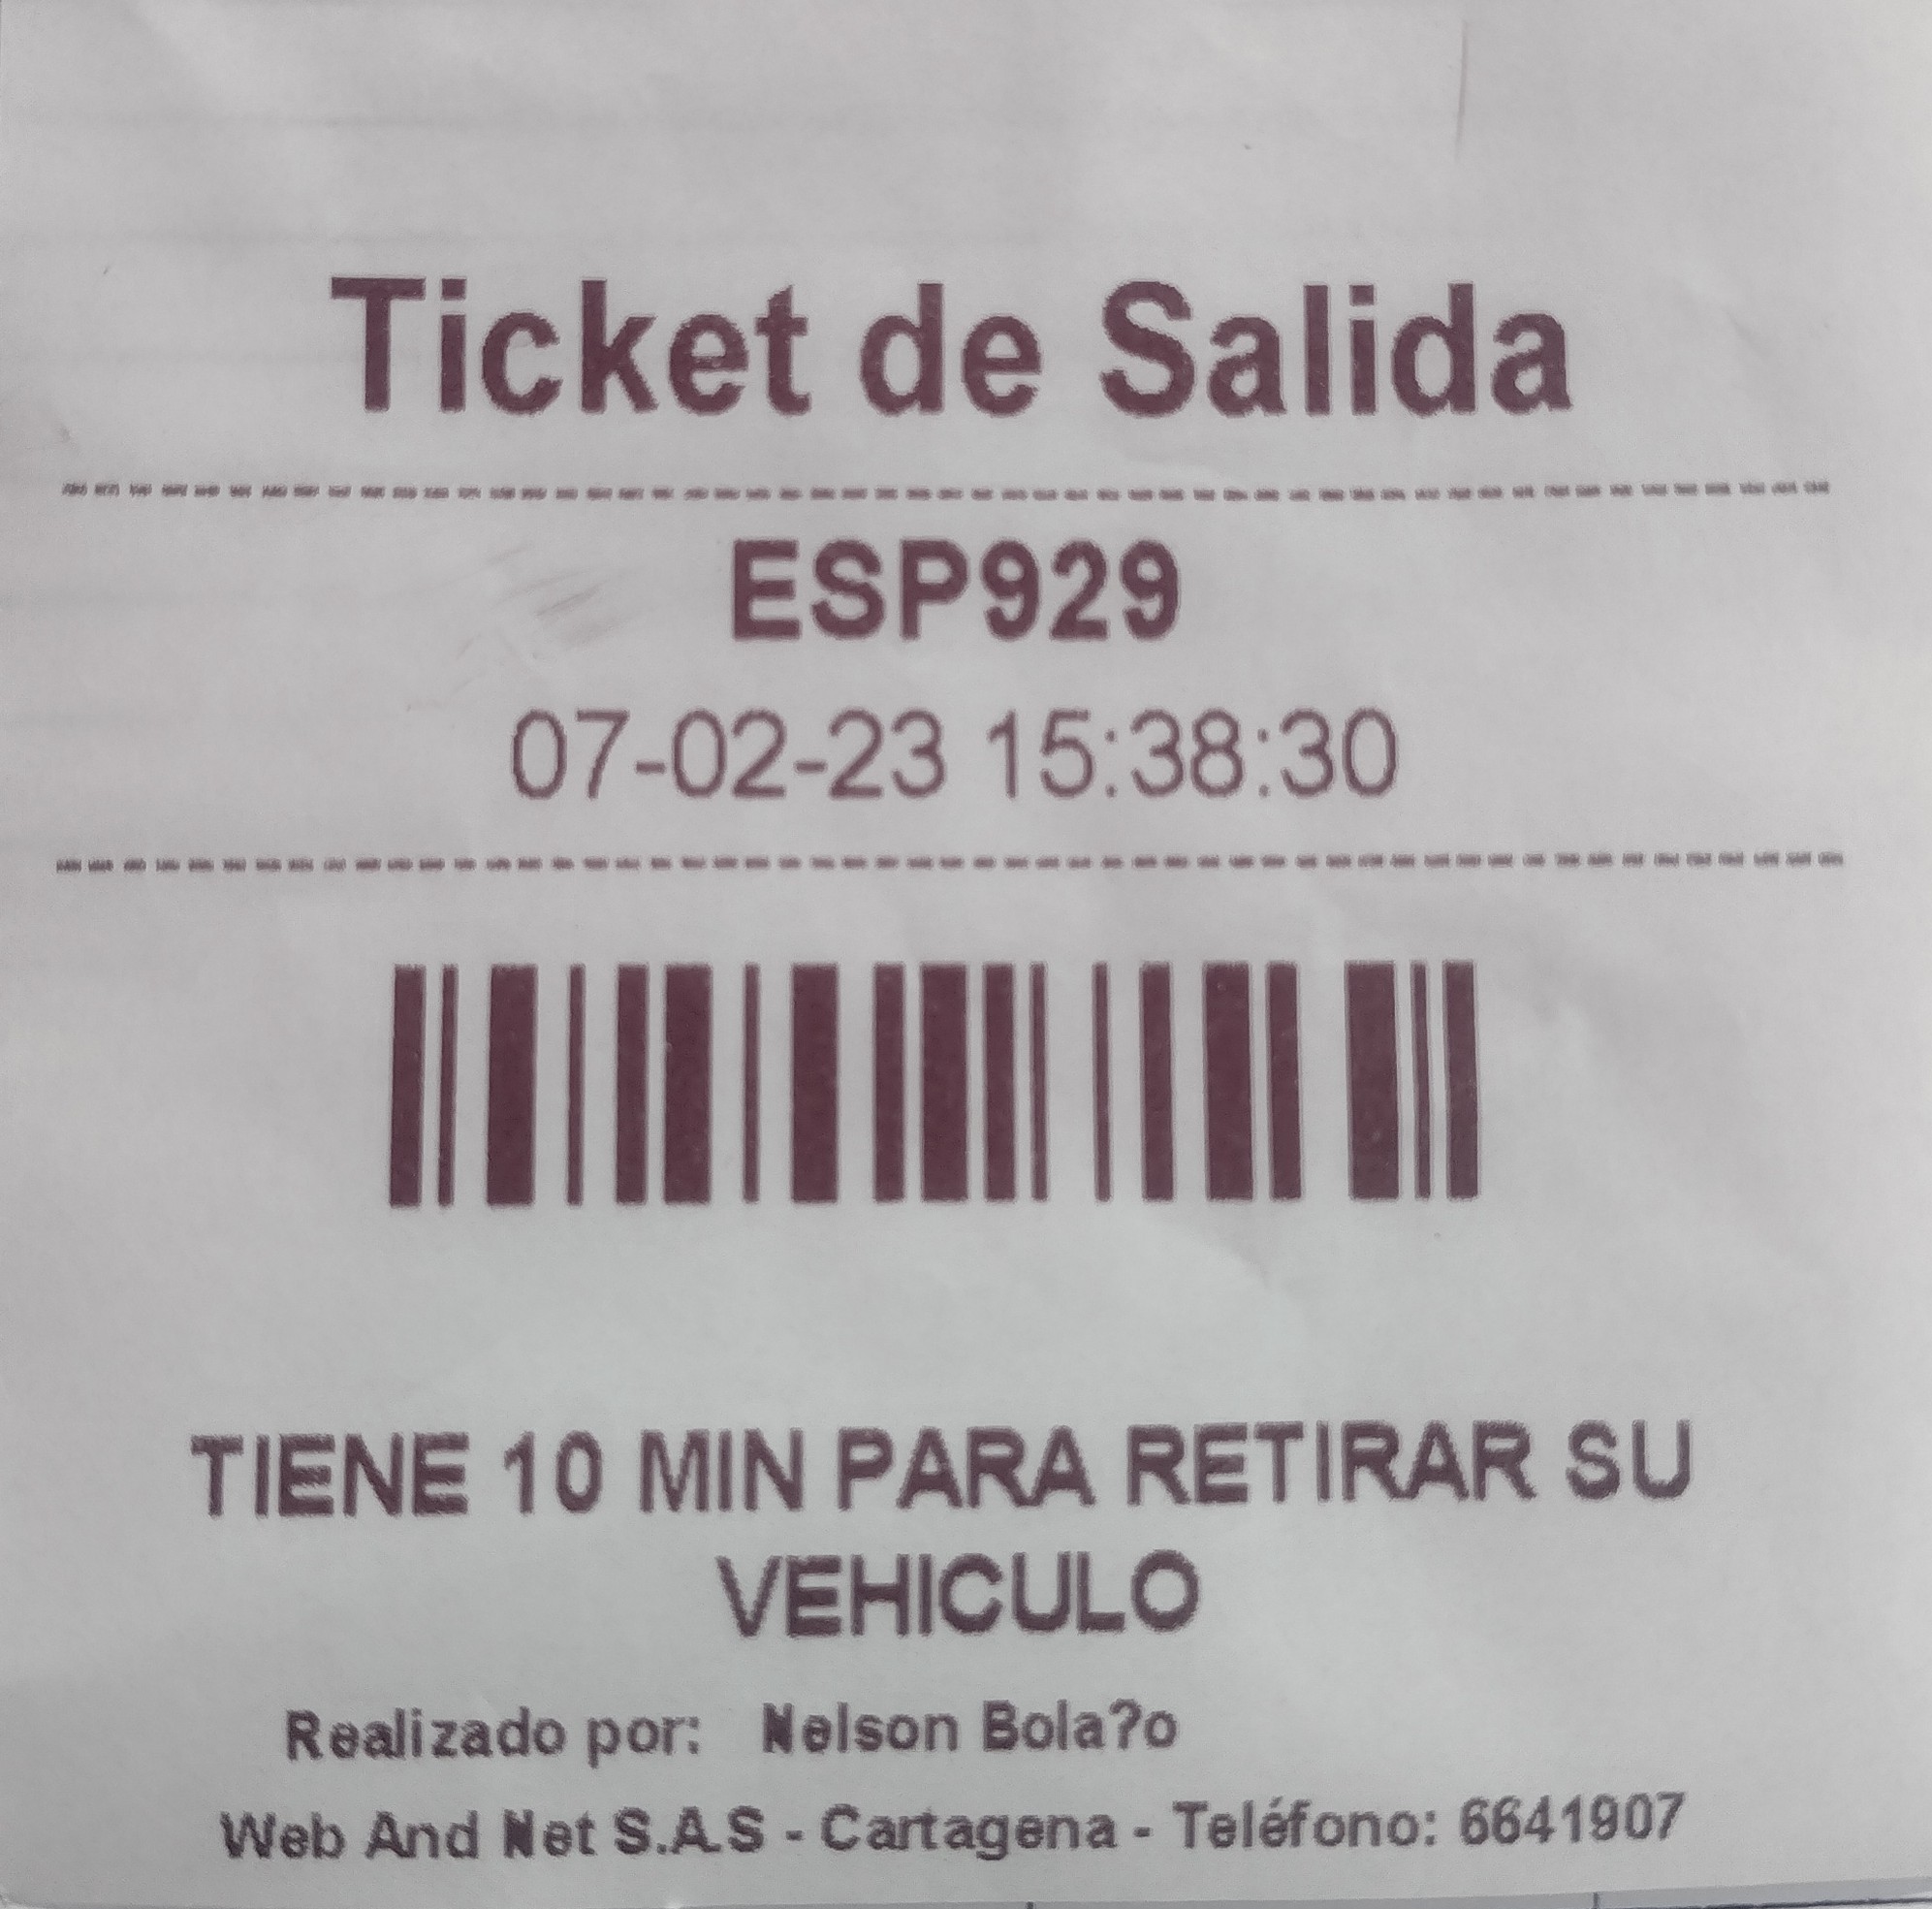 Ticket de Salida
ESP929
07-02-23 15:38:30
TIENE 10 MIN PARA RETIRAR SU
VEHICULO
Realizado por: Nelson Bola?o
Web And Net S.A.S - Cartagena - Teléfono: 6641907